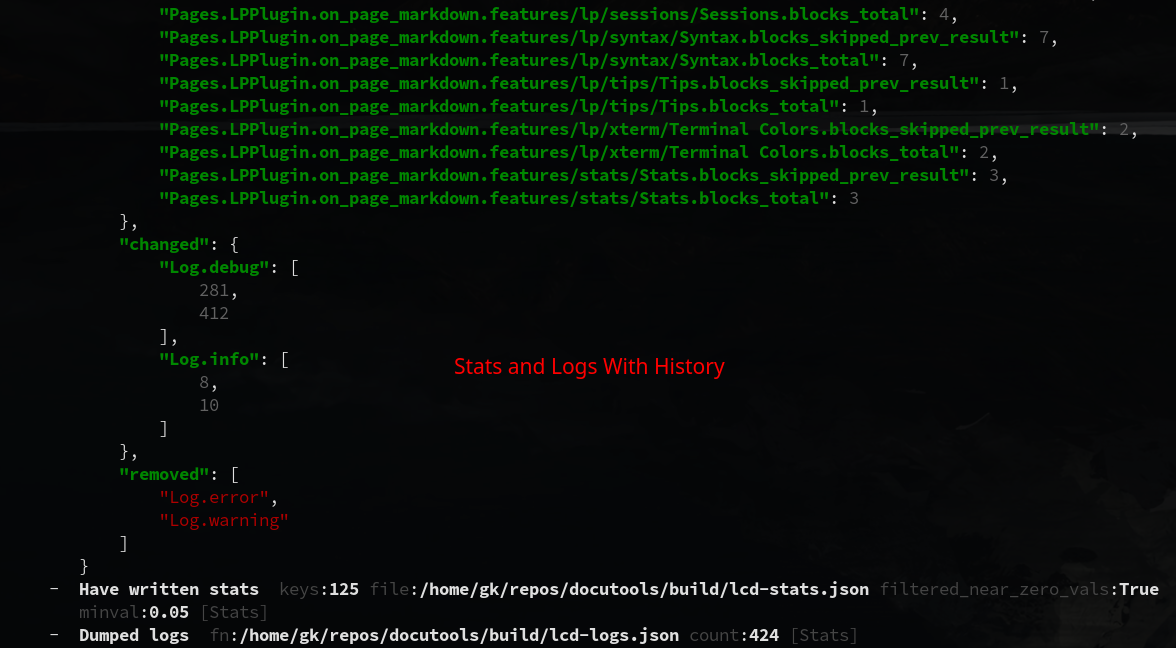 "Pages.LPPlugin.on_page_markdown.features/lp/sessions/Sessions.blocks_total": 4,
"Pages.LPPlugin.on_page_markdown.features/lp/syntax/Syntax.blocks_skipped_prev_result": 7,
"Pages.LPPlugin.on_page_markdown.features/lp/syntax/Syntax.blocks_total": 7,
"Pages.LPPlugin.on_page_markdown.features/lp/tips/Tips.blocks_skipped_prev_result": 1,
"Pages.LPPlugin.on_page_markdown.features/lp/tips/Tips.blocks_total": 1,
"Pages.LPPlugin.on_page_markdown.features/lp/xterm/Terminal Colors.blocks_skipped_prev_result": 2,
"Pages.LPPlugin.on_page_markdown.features/lp/xterm/Terminal Colors.blocks_total": 2,
"Pages.LPPlugin.on_page_markdown.features/stats/Stats.blocks_skipped_prev_result": 3,
"Pages.LPPlugin.on_page_markdown.features/stats/Stats.blocks_total": 3
},
"changed": {
"Log.debug": [
281,
412
],
"Log.info": [
Stats and Logs With History
8,
10
]
},
"removed": [
"Log.error",
"Log.warning"
]
}
- Have written stats keys:125 file:/home/gk/repos/docutools/build/lcd-stats.json filtered_near_zero_vals:True
minval:0.05 [Stats]
- Dumped logs fn:/home/gk/repos/docutools/build/lcd-logs.json count:424 [Stats]